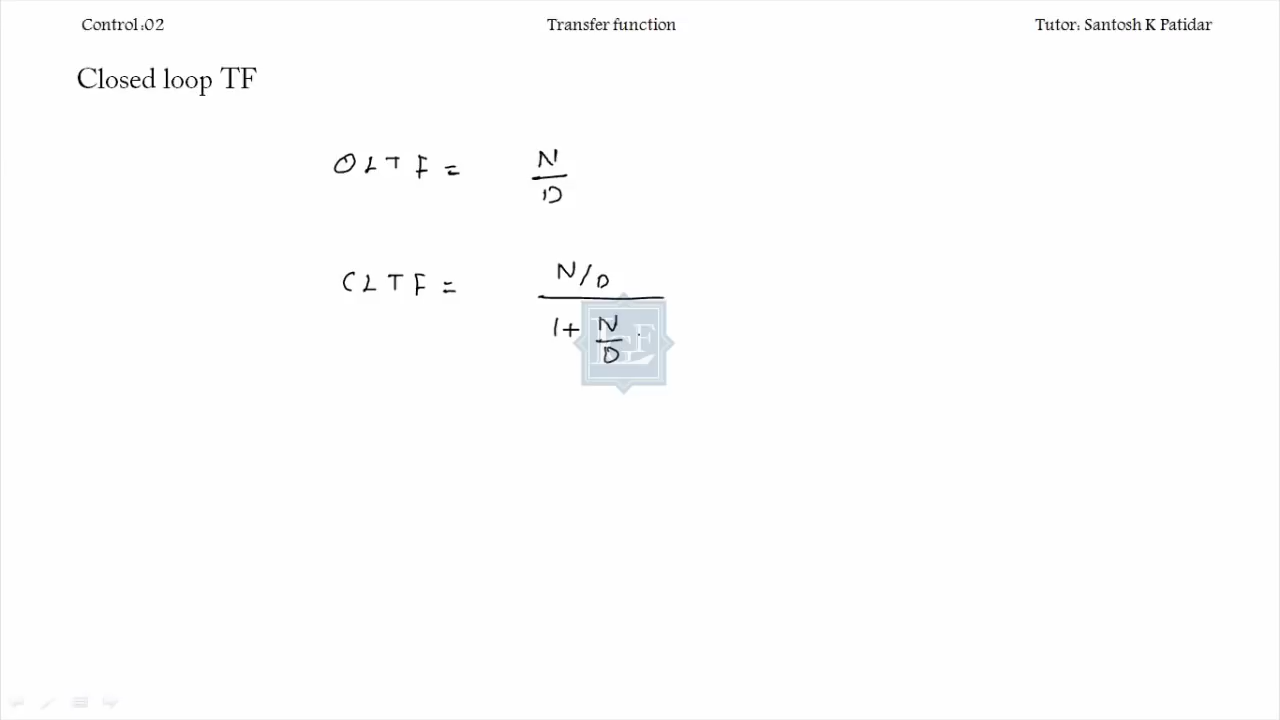 Control:02 Transfer function Tutor: Santosh K Patidar
Closed loop TF
OLTF = N/D
CLTF = N/D
1+ N/D